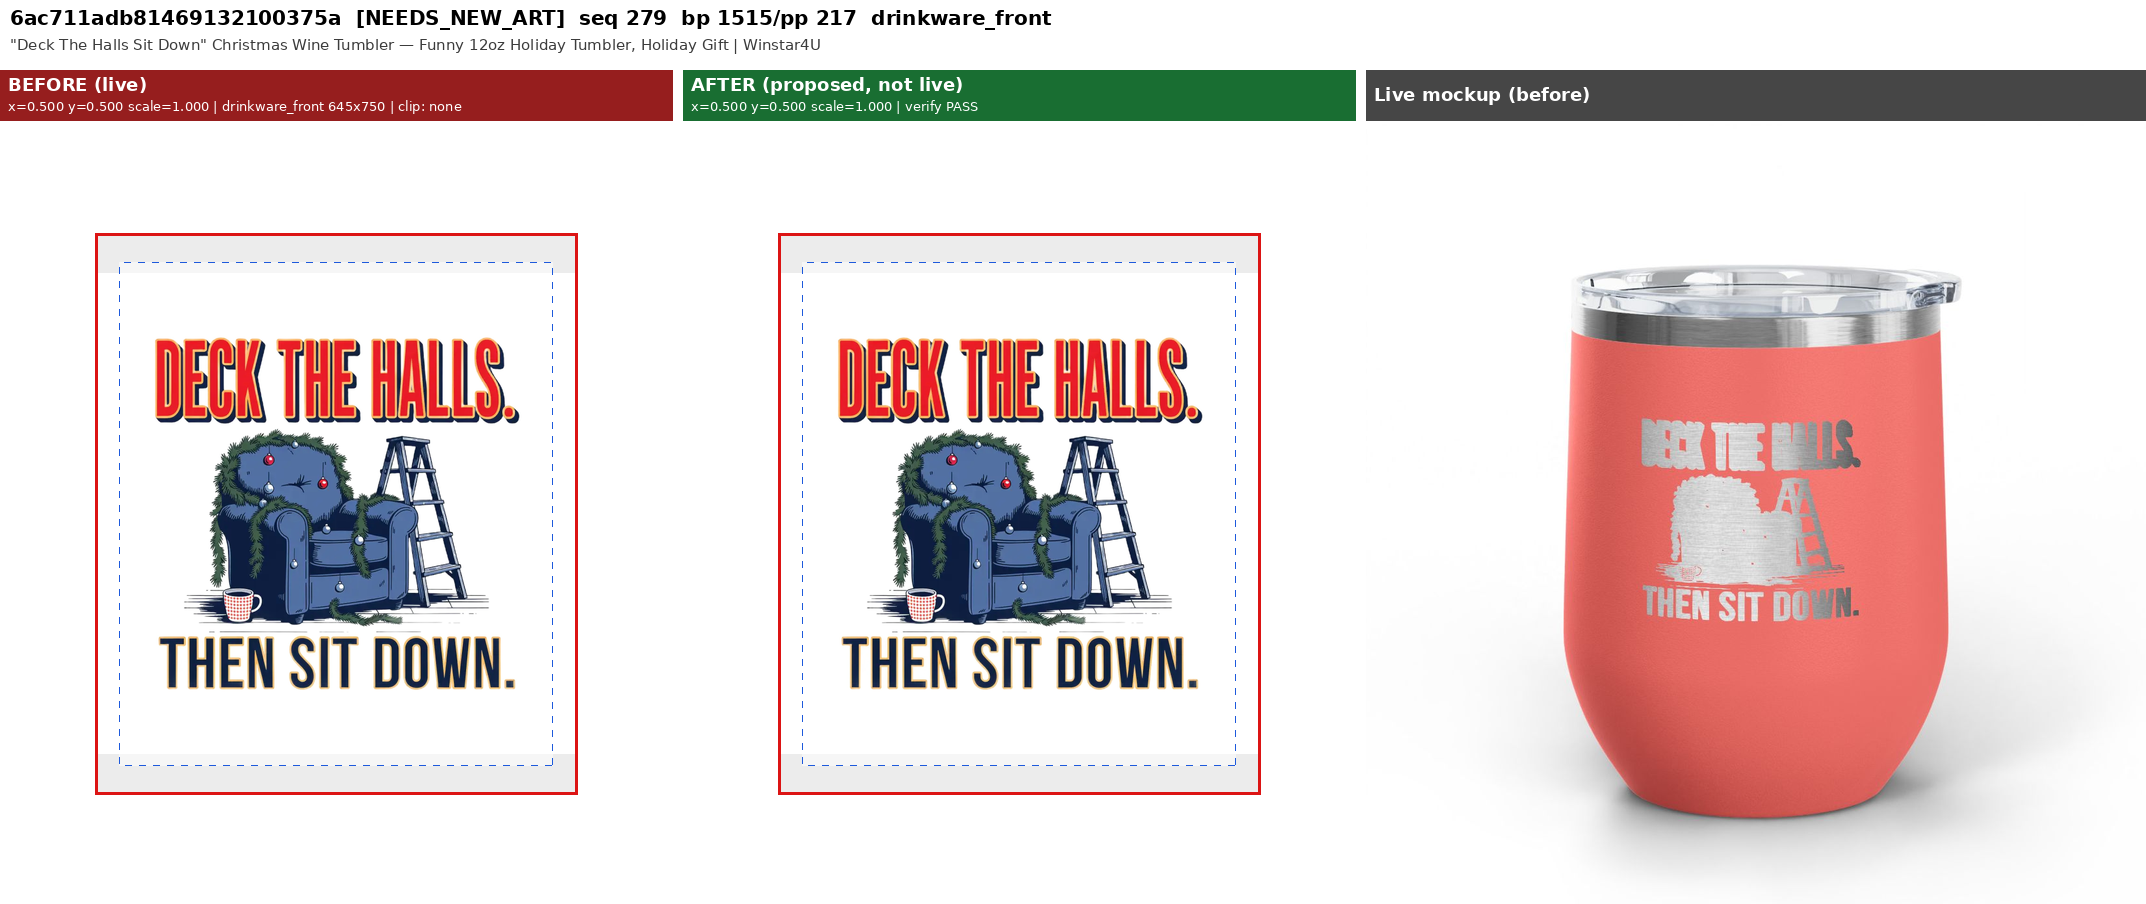 6ac711adb81469132100375a [NEEDS_NEW_ART] seq 279 bp 1515/pp 217 drinkware_front
"Deck The Halls Sit Down" Christmas Wine Tumbler — Funny 12oz Holiday Tumbler, Holiday Gift | Winstar4U
BEFORE (live)
x=0.500 y=0.500 scale=1.000 | drinkware_front 645x750 | clip: none
AFTER (proposed, not live)
x=0.500 y=0.500 scale=1.000 | verify PASS
Live mockup (before)
DECK THE HALLS.
THEN SIT DOWN.
DECK THE HALLS.
THEN SIT DOWN.
DECK THE HALLS.
THEN SIT DOWN.